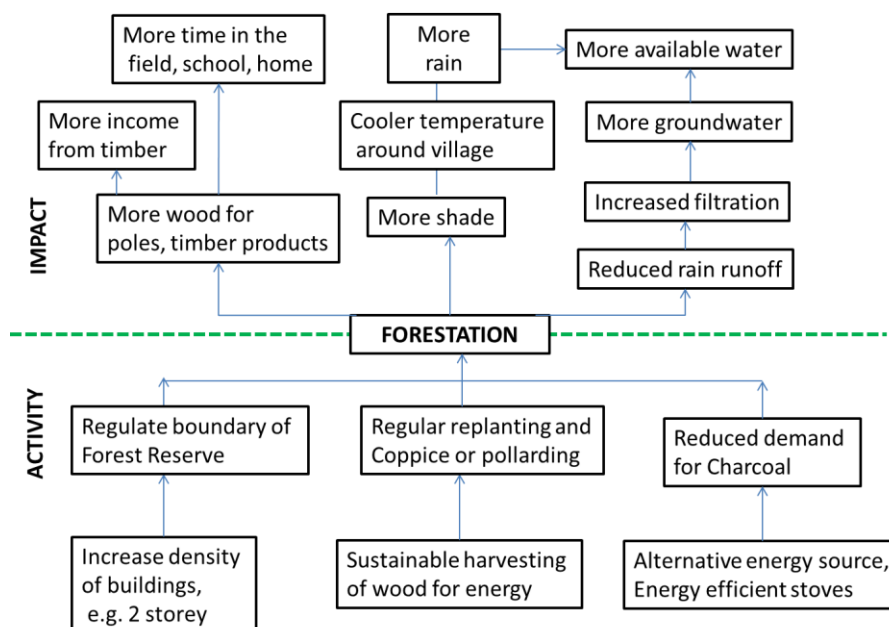 More time in the
field, school, home
More
rain
More available water
More income
from timber
Cooler temperature
around village
More groundwater
IMPACT
More wood for
poles, timber products
More shade
Increased filtration
Reduced rain runoff
FORESTATION
ACTIVITY
Regulate boundary of
Forest Reserve
Regular replanting and
Coppice or pollarding
Reduced demand
for Charcoal
Increase density
of buildings,
e.g. 2 storey
Sustainable harvesting
of wood for energy
Alternative energy source,
Energy efficient stoves